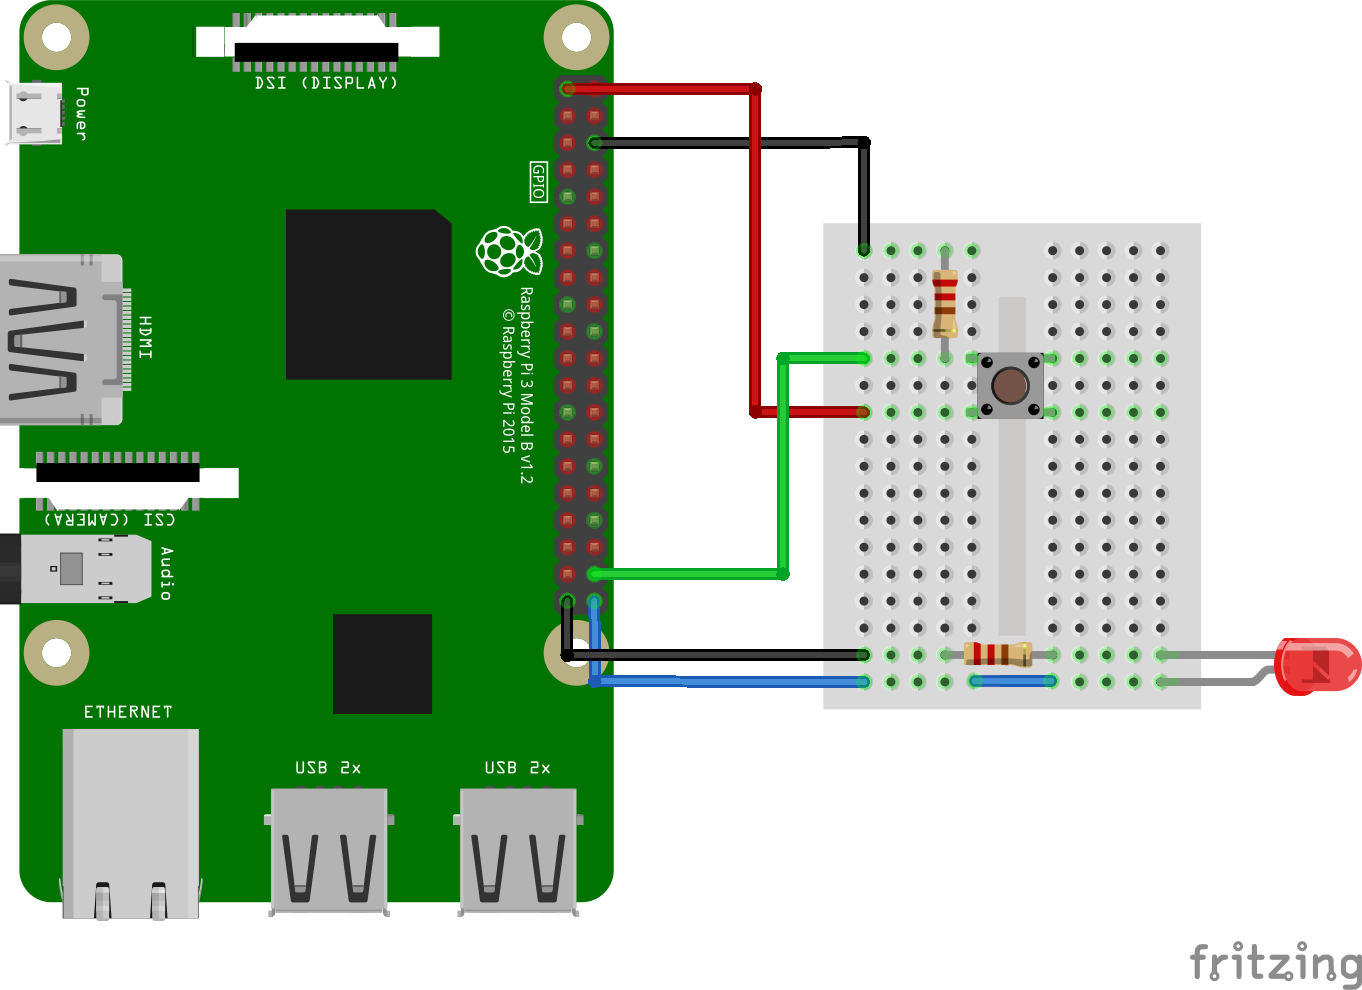 DSI (DISPLAY)
Power
GPIO
HDMI
Raspberry Pi 3 Model B v1.2
© Raspberry Pi 2015
CSI (CAMERA)
Audio
ETHERNET
USB 2x
USB 2x
fritzing